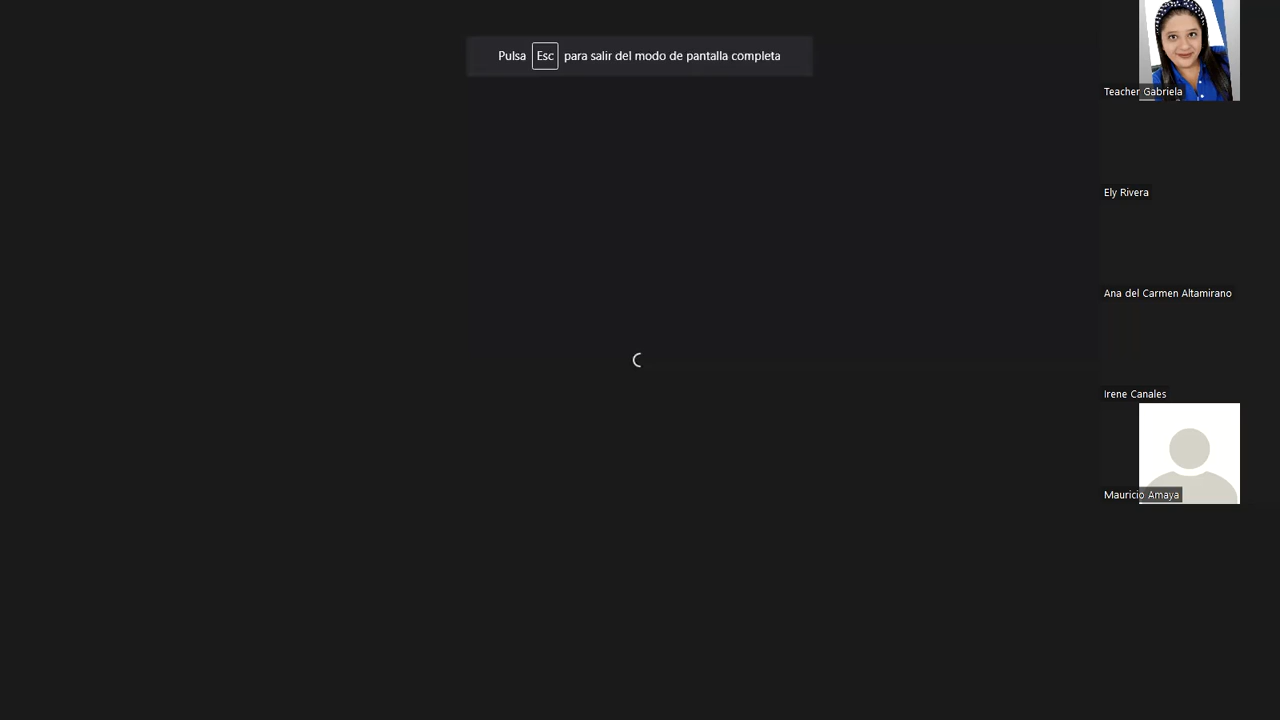 Pulsa Esc para salir del modo de pantalla completa
Teacher Gabriela
Ely Rivera
Ana del Carmen Altamirano
Irene Canales
Mauricio Amaya